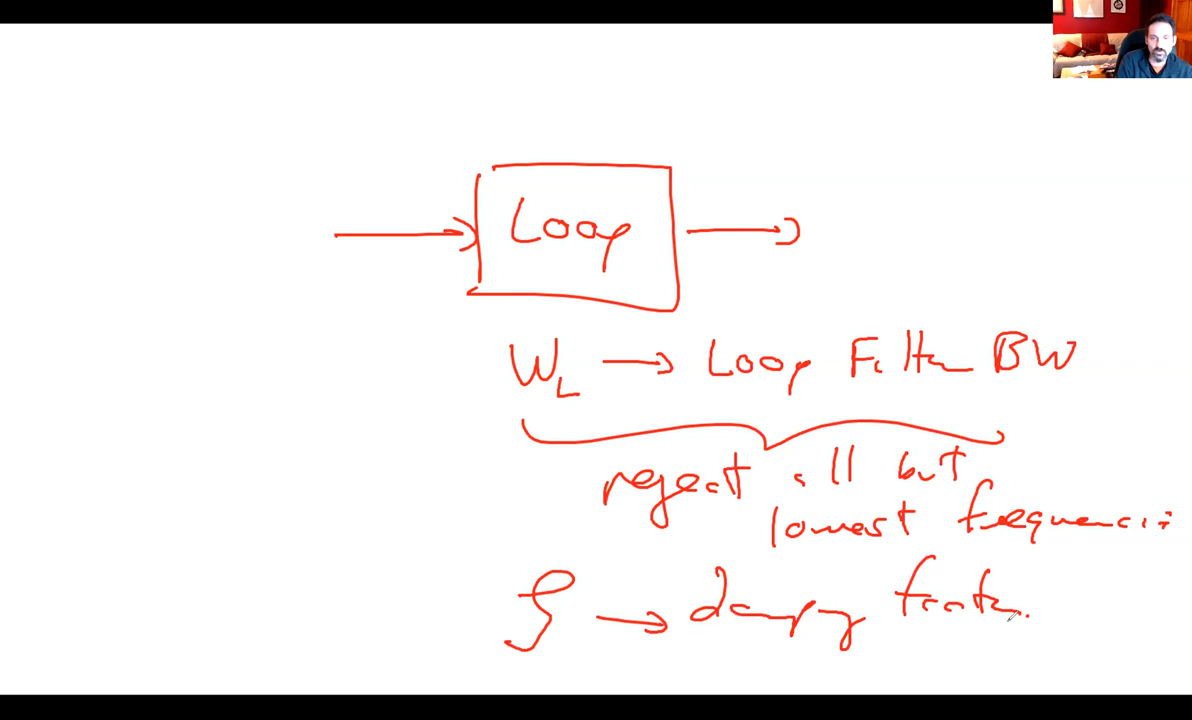 Loop
W_L → Loop Filter BW
reject all but
lowest frequencies
ζ → damping factor